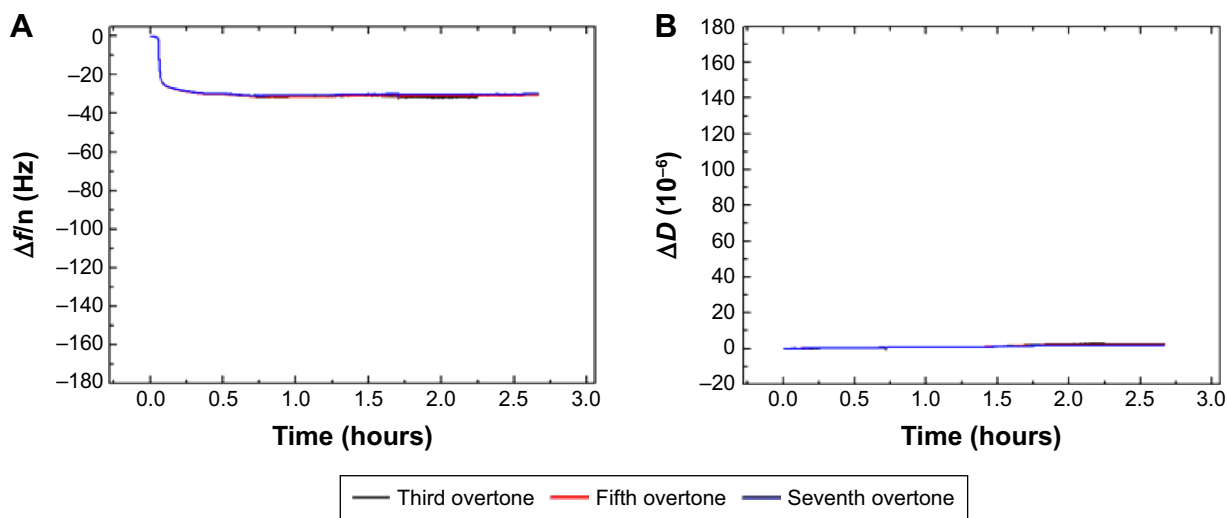 A
Δf/n (Hz)
0
–20
–40
–60
–80
–100
–120
–140
–160
–180
0.0 0.5 1.0 1.5 2.0 2.5 3.0
Time (hours)
B
ΔD (10⁻⁶)
180
160
140
120
100
80
60
40
20
0
–20
0.0 0.5 1.0 1.5 2.0 2.5 3.0
Time (hours)
Third overtone Fifth overtone Seventh overtone